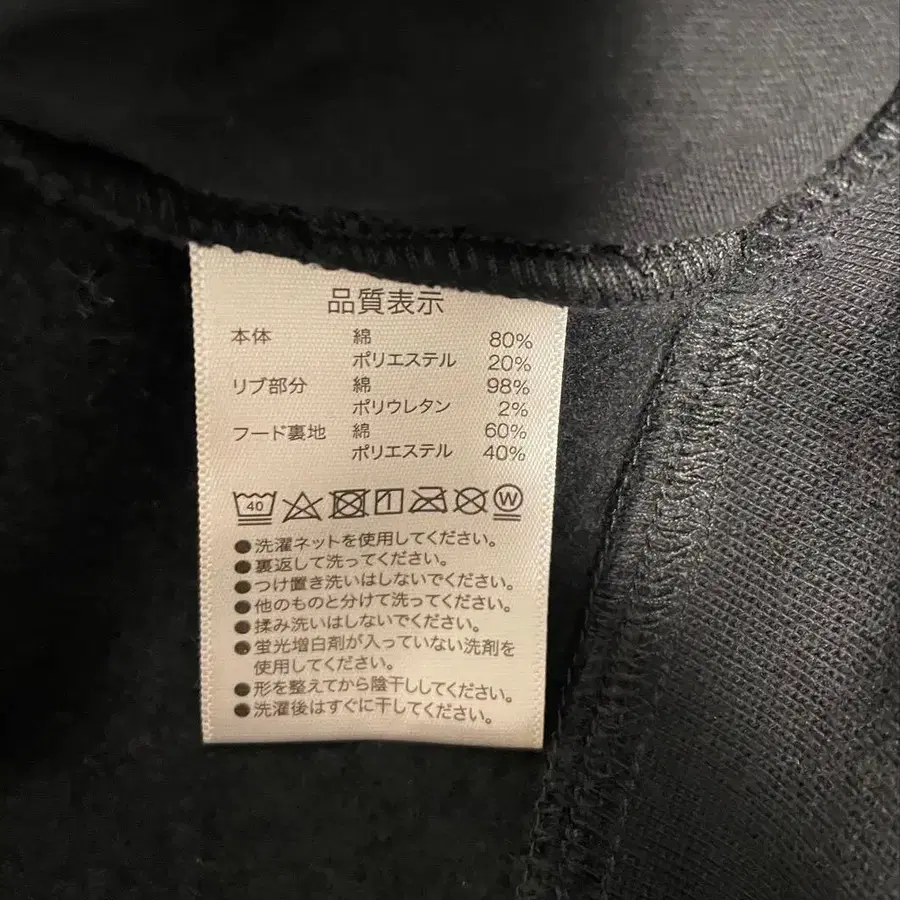 品質表示
本体 綿 80%
ポリエステル 20%
リブ部分 綿 98%
ポリウレタン 2%
フード裏地 綿 60%
ポリエステル 40%
40 W
●洗濯ネットを使用してください。
●裏返して洗ってください。
●つけ置き洗いはしないでください。
●他のものと分けて洗ってください。
●揉み洗いはしないでください。
●蛍光増白剤が入っていない洗剤を
使用してください。
●形を整えてから陰干ししてください。
●洗濯後はすぐに干してください。